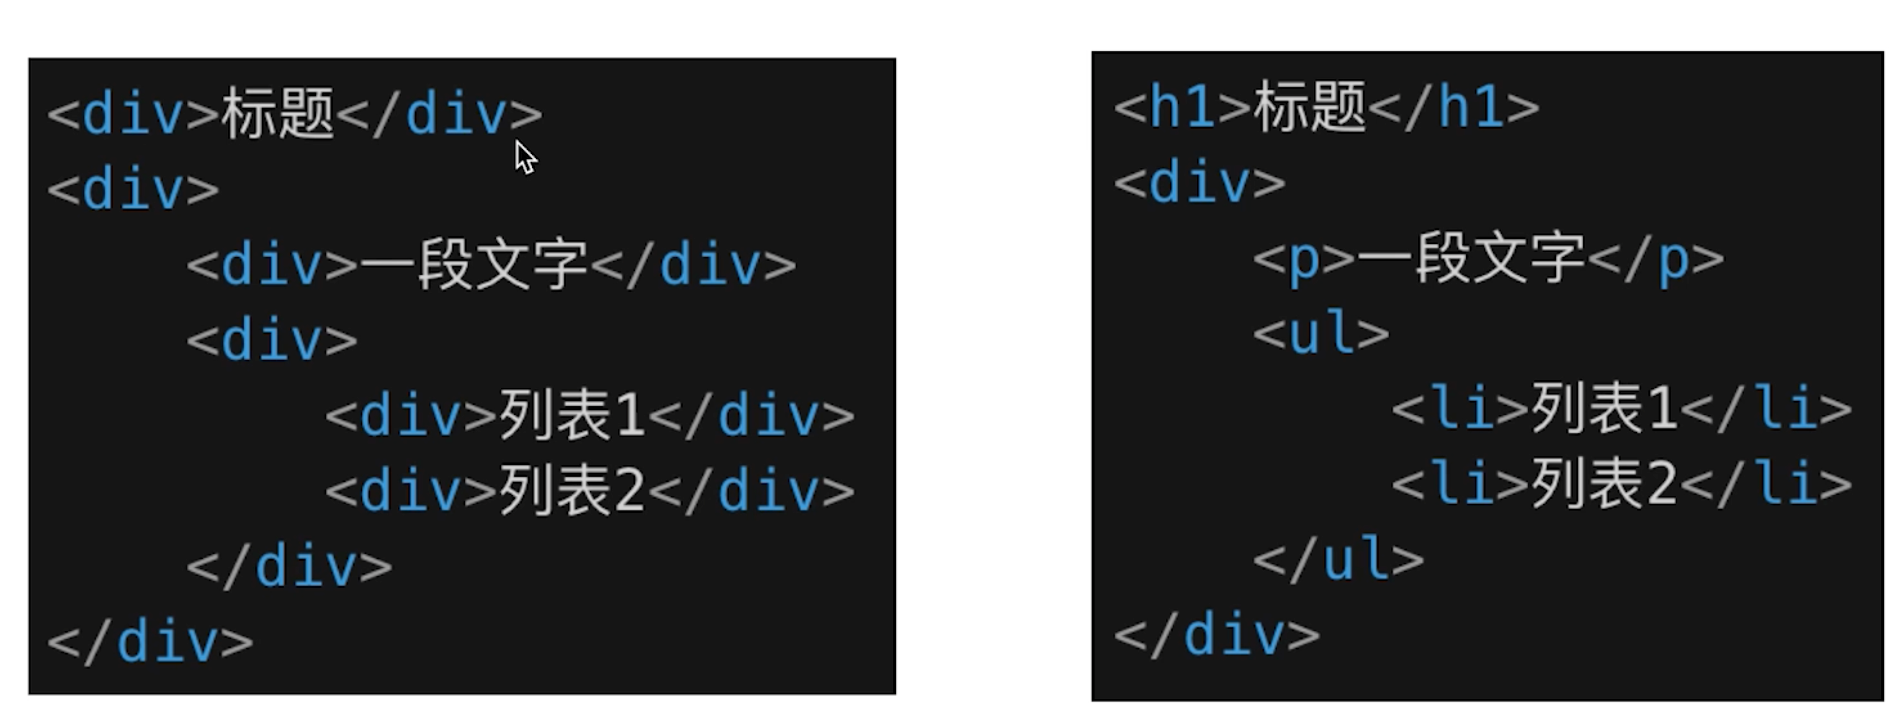 <div>标题</div>
<div>
<div>一段文字</div>
<div>
<div>列表1</div>
<div>列表2</div>
</div>
</div>
<h1>标题</h1>
<div>
<p>一段文字</p>
<ul>
<li>列表1</li>
<li>列表2</li>
</ul>
</div>